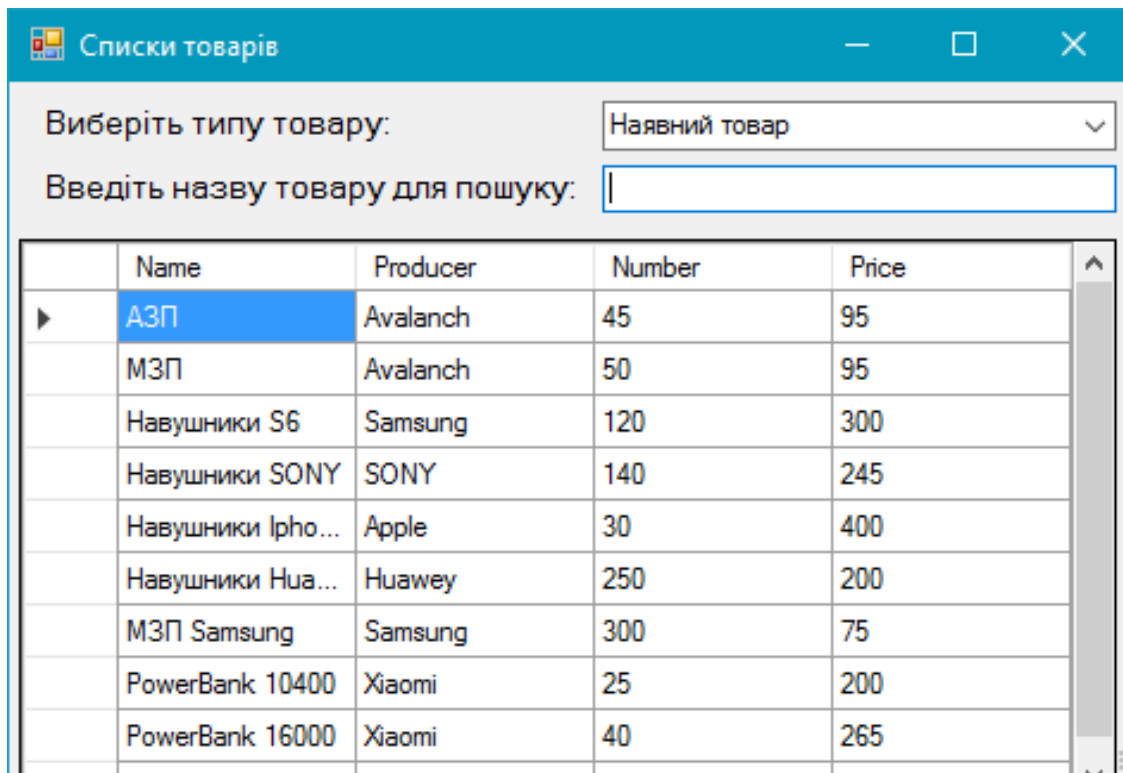 Списки товарів
Виберіть типу товару: Наявний товар
Введіть назву товару для пошуку:
Name Producer Number Price
АЗП Avalanch 45 95
МЗП Avalanch 50 95
Навушники S6 Samsung 120 300
Навушники SONY SONY 140 245
Навушники Ipho... Apple 30 400
Навушники Hua... Huawey 250 200
МЗП Samsung Samsung 300 75
PowerBank 10400 Xiaomi 25 200
PowerBank 16000 Xiaomi 40 265